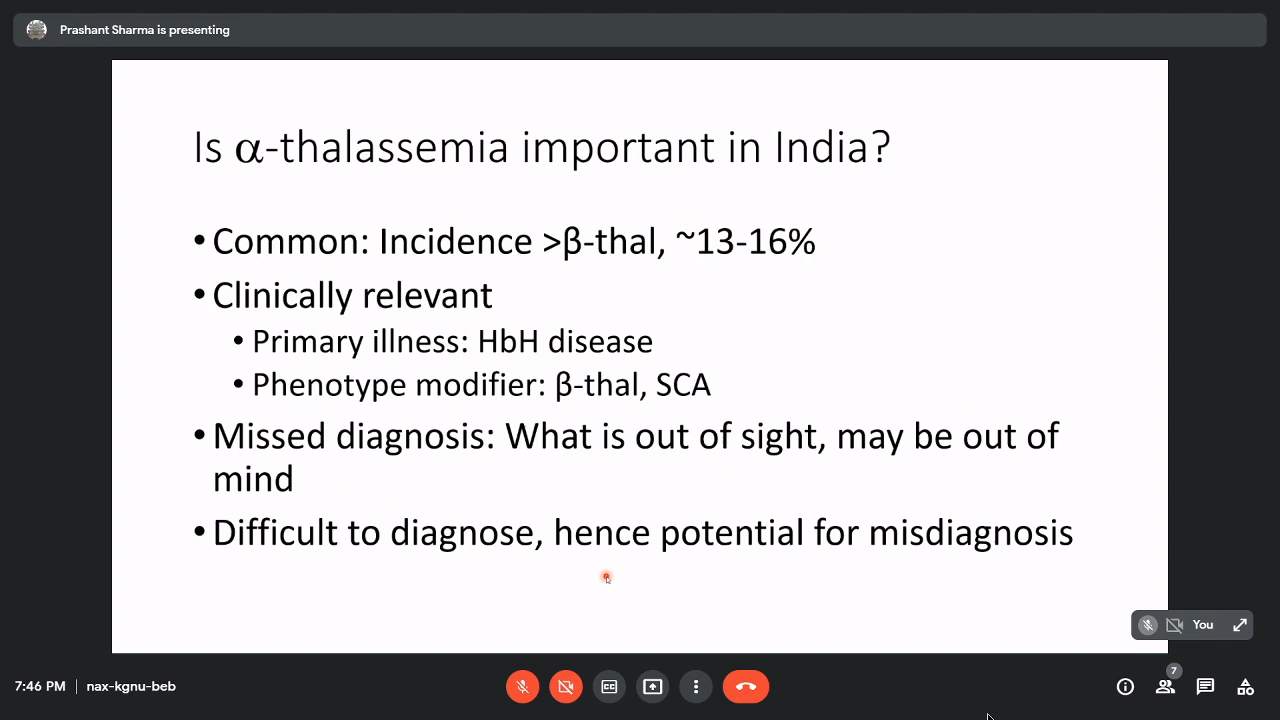 Prashant Sharma is presenting
Is α-thalassemia important in India?
• Common: Incidence >β-thal, ~13-16%
• Clinically relevant
• Primary illness: HbH disease
• Phenotype modifier: β-thal, SCA
• Missed diagnosis: What is out of sight, may be out of
mind
• Difficult to diagnose, hence potential for misdiagnosis
You
7:46 PM | nax-kgnu-beb
CC
7